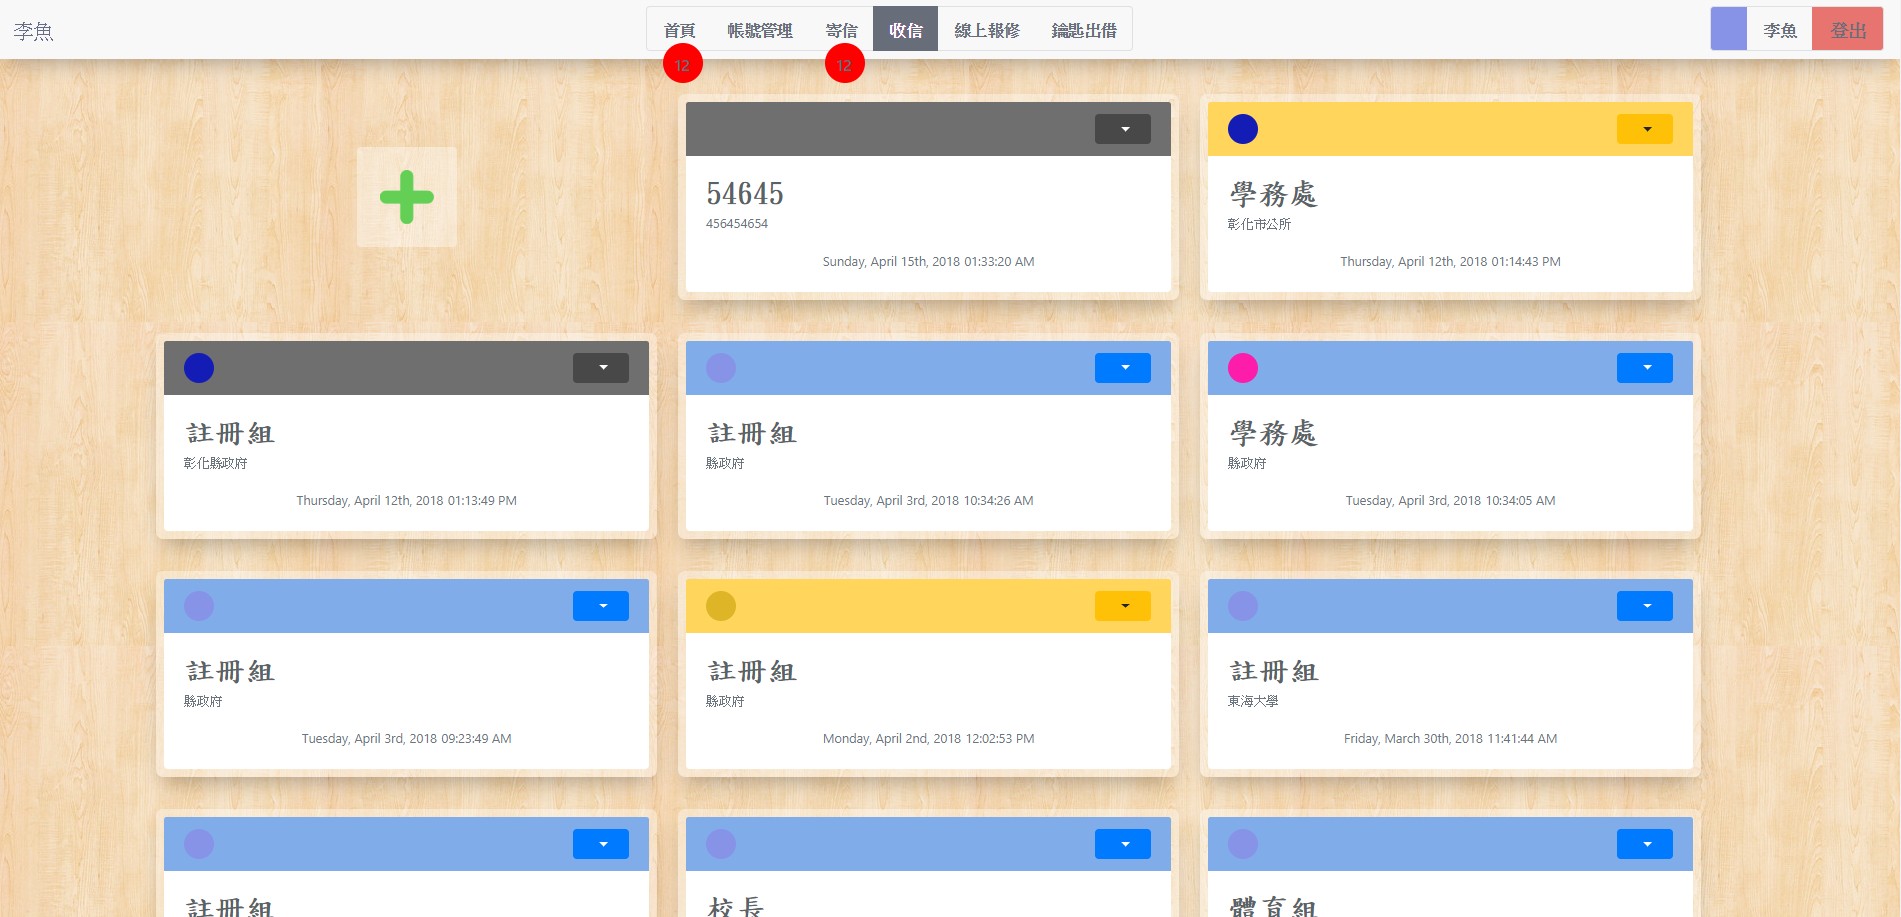 李魚
首頁 帳號管理 寄信 收信 線上報修 鑰匙出借
李魚 登出
12 12
54645
456454654
Sunday, April 15th, 2018 01:33:20 AM
學務處
彰化市公所
Thursday, April 12th, 2018 01:14:43 PM
註冊組
彰化縣政府
Thursday, April 12th, 2018 01:13:49 PM
註冊組
縣政府
Tuesday, April 3rd, 2018 10:34:26 AM
學務處
縣政府
Tuesday, April 3rd, 2018 10:34:05 AM
註冊組
縣政府
Tuesday, April 3rd, 2018 09:23:49 AM
註冊組
縣政府
Monday, April 2nd, 2018 12:02:53 PM
註冊組
東海大學
Friday, March 30th, 2018 11:41:44 AM
註冊組
校長
體育組